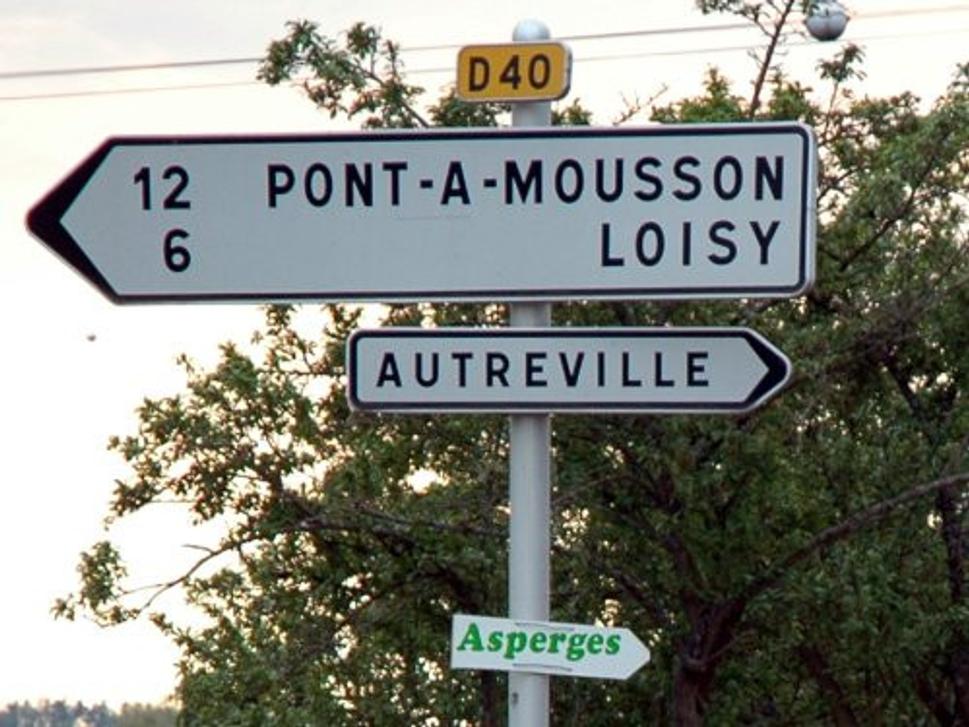 D40
12 PONT-A-MOUSSON
6 LOISY
AUTREVILLE
Asperges